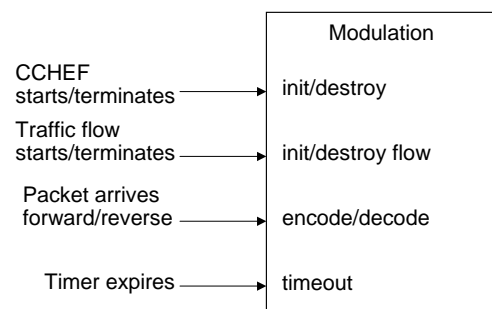 Modulation
CCHEF
starts/terminates
init/destroy
Traffic flow
starts/terminates
init/destroy flow
Packet arrives
forward/reverse
encode/decode
Timer expires
timeout